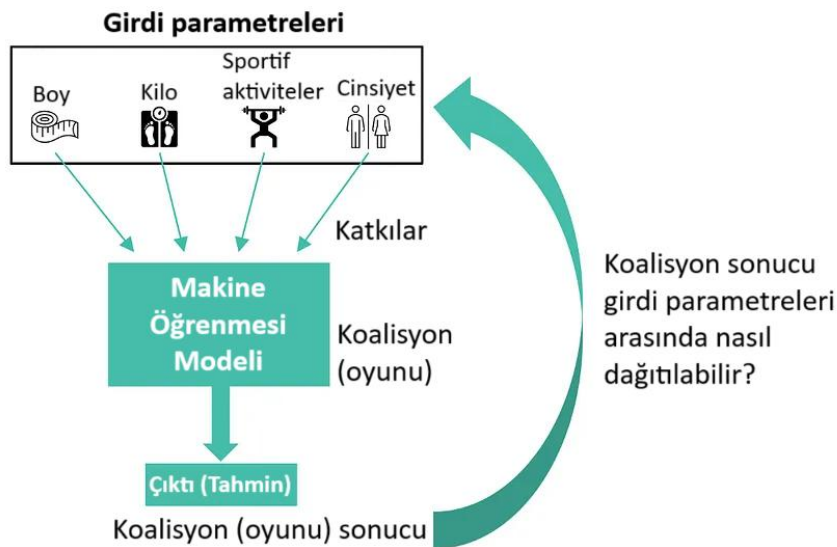 Girdi parametreleri
Boy
Kilo
Sportif
aktiviteler
Cinsiyet
Katkılar
Makine
Öğrenmesi
Modeli
Koalisyon
(oyunu)
Koalisyon sonucu
girdi parametreleri
arasında nasıl
dağıtılabilir?
Çıktı (Tahmin)
Koalisyon (oyunu) sonucu